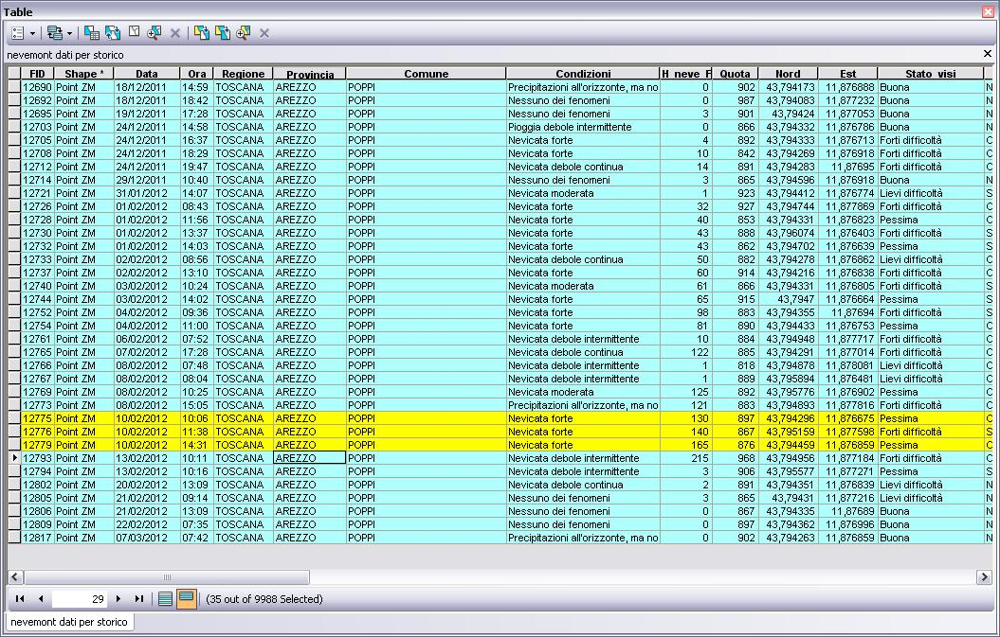 Table
nevemont dati per storico
FID Shape * Data Ora Regione Provincia Comune Condizioni H_neve_F Quota Nord Est Stato_visi
12690 Point ZM 18/12/2011 14:59 TOSCANA AREZZO POPPI Precipitazioni all'orizzonte, ma no 0 902 43,794173 11,876888 Buona N
12692 Point ZM 18/12/2011 18:42 TOSCANA AREZZO POPPI Nessuno dei fenomeni 0 987 43,794083 11,877232 Buona N
12695 Point ZM 19/12/2011 17:28 TOSCANA AREZZO POPPI Nessuno dei fenomeni 3 901 43,79424 11,877053 Buona N
12703 Point ZM 24/12/2011 14:58 TOSCANA AREZZO POPPI Pioggia debole intermittente 0 866 43,794332 11,876786 Buona N
12705 Point ZM 24/12/2011 16:37 TOSCANA AREZZO POPPI Nevicata forte 4 892 43,794333 11,876713 Forti difficoltà C
12708 Point ZM 24/12/2011 18:29 TOSCANA AREZZO POPPI Nevicata forte 10 842 43,794269 11,876918 Forti difficoltà C
12712 Point ZM 24/12/2011 19:47 TOSCANA AREZZO POPPI Nevicata debole continua 14 891 43,794283 11,87695 Forti difficoltà C
12714 Point ZM 29/12/2011 10:40 TOSCANA AREZZO POPPI Nessuno dei fenomeni 3 865 43,794596 11,876918 Buona N
12721 Point ZM 31/01/2012 14:07 TOSCANA AREZZO POPPI Nevicata moderata 1 923 43,794412 11,876774 Lievi difficoltà S
12726 Point ZM 01/02/2012 08:43 TOSCANA AREZZO POPPI Nevicata forte 32 927 43,794744 11,877869 Forti difficoltà C
12728 Point ZM 01/02/2012 11:56 TOSCANA AREZZO POPPI Nevicata forte 40 853 43,794331 11,876823 Pessima C
12730 Point ZM 01/02/2012 13:37 TOSCANA AREZZO POPPI Nevicata forte 43 888 43,796074 11,876403 Forti difficoltà S
12732 Point ZM 01/02/2012 14:03 TOSCANA AREZZO POPPI Nevicata forte 43 862 43,794702 11,876639 Pessima S
12733 Point ZM 02/02/2012 08:56 TOSCANA AREZZO POPPI Nevicata debole continua 50 882 43,794278 11,876862 Lievi difficoltà C
12737 Point ZM 02/02/2012 13:10 TOSCANA AREZZO POPPI Nevicata forte 60 914 43,794216 11,876838 Forti difficoltà C
12740 Point ZM 03/02/2012 10:24 TOSCANA AREZZO POPPI Nevicata moderata 61 866 43,794331 11,876805 Forti difficoltà S
12744 Point ZM 03/02/2012 14:02 TOSCANA AREZZO POPPI Nevicata forte 65 915 43,7947 11,876664 Pessima S
12752 Point ZM 04/02/2012 09:36 TOSCANA AREZZO POPPI Nevicata forte 98 883 43,794355 11,87694 Forti difficoltà C
12754 Point ZM 04/02/2012 11:00 TOSCANA AREZZO POPPI Nevicata forte 81 890 43,794433 11,876753 Pessima C
12761 Point ZM 06/02/2012 07:52 TOSCANA AREZZO POPPI Nevicata debole intermittente 10 884 43,794948 11,877717 Forti difficoltà C
12765 Point ZM 07/02/2012 17:28 TOSCANA AREZZO POPPI Nevicata debole continua 122 885 43,794291 11,877014 Forti difficoltà C
12766 Point ZM 08/02/2012 07:48 TOSCANA AREZZO POPPI Nevicata debole intermittente 1 818 43,794878 11,878081 Lievi difficoltà C
12767 Point ZM 08/02/2012 08:04 TOSCANA AREZZO POPPI Nevicata debole intermittente 1 889 43,795894 11,876481 Lievi difficoltà C
12769 Point ZM 08/02/2012 10:25 TOSCANA AREZZO POPPI Nevicata moderata 125 892 43,795776 11,876902 Pessima C
12773 Point ZM 08/02/2012 15:05 TOSCANA AREZZO POPPI Precipitazioni all'orizzonte, ma no 121 883 43,794893 11,877816 Forti difficoltà C
12775 Point ZM 10/02/2012 10:06 TOSCANA AREZZO POPPI Nevicata forte 130 897 43,794296 11,876675 Pessima C
12776 Point ZM 10/02/2012 11:38 TOSCANA AREZZO POPPI Nevicata forte 140 867 43,795159 11,877598 Forti difficoltà S
12779 Point ZM 10/02/2012 14:31 TOSCANA AREZZO POPPI Nevicata forte 165 876 43,794459 11,876859 Pessima C
12793 Point ZM 13/02/2012 10:11 TOSCANA AREZZO POPPI Nevicata debole intermittente 215 968 43,794956 11,877184 Forti difficoltà C
12794 Point ZM 13/02/2012 10:16 TOSCANA AREZZO POPPI Nevicata debole intermittente 3 906 43,795577 11,877271 Pessima S
12802 Point ZM 20/02/2012 13:09 TOSCANA AREZZO POPPI Nevicata debole continua 2 891 43,794351 11,876839 Lievi difficoltà N
12805 Point ZM 21/02/2012 09:14 TOSCANA AREZZO POPPI Nessuno dei fenomeni 3 865 43,79431 11,877216 Lievi difficoltà N
12806 Point ZM 21/02/2012 13:09 TOSCANA AREZZO POPPI Nessuno dei fenomeni 0 867 43,794335 11,87689 Buona N
12809 Point ZM 22/02/2012 07:35 TOSCANA AREZZO POPPI Nessuno dei fenomeni 0 897 43,794362 11,876996 Buona N
12817 Point ZM 07/03/2012 07:42 TOSCANA AREZZO POPPI Precipitazioni all'orizzonte, ma no 0 902 43,794263 11,876859 Buona N
29 (35 out of 9988 Selected)
nevemont dati per storico